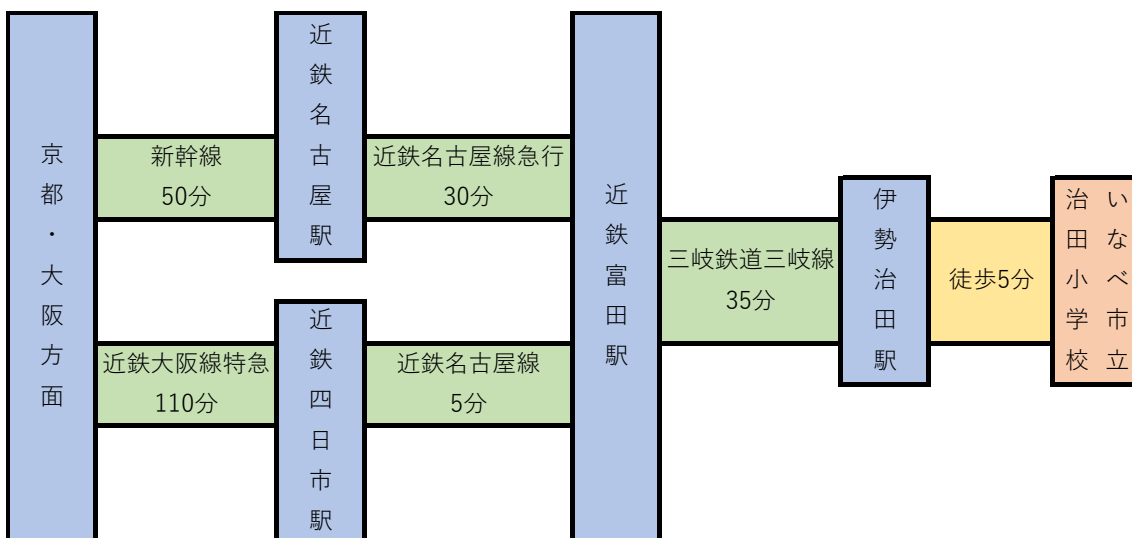 京都・大阪方面
新幹線
50分
近鉄名古屋駅
近鉄名古屋線急行
30分
近鉄大阪線特急
110分
近鉄四日市駅
近鉄名古屋線
5分
近鉄富田駅
三岐鉄道三岐線
35分
伊勢治田駅
徒歩5分
いなべ市立
治田小学校